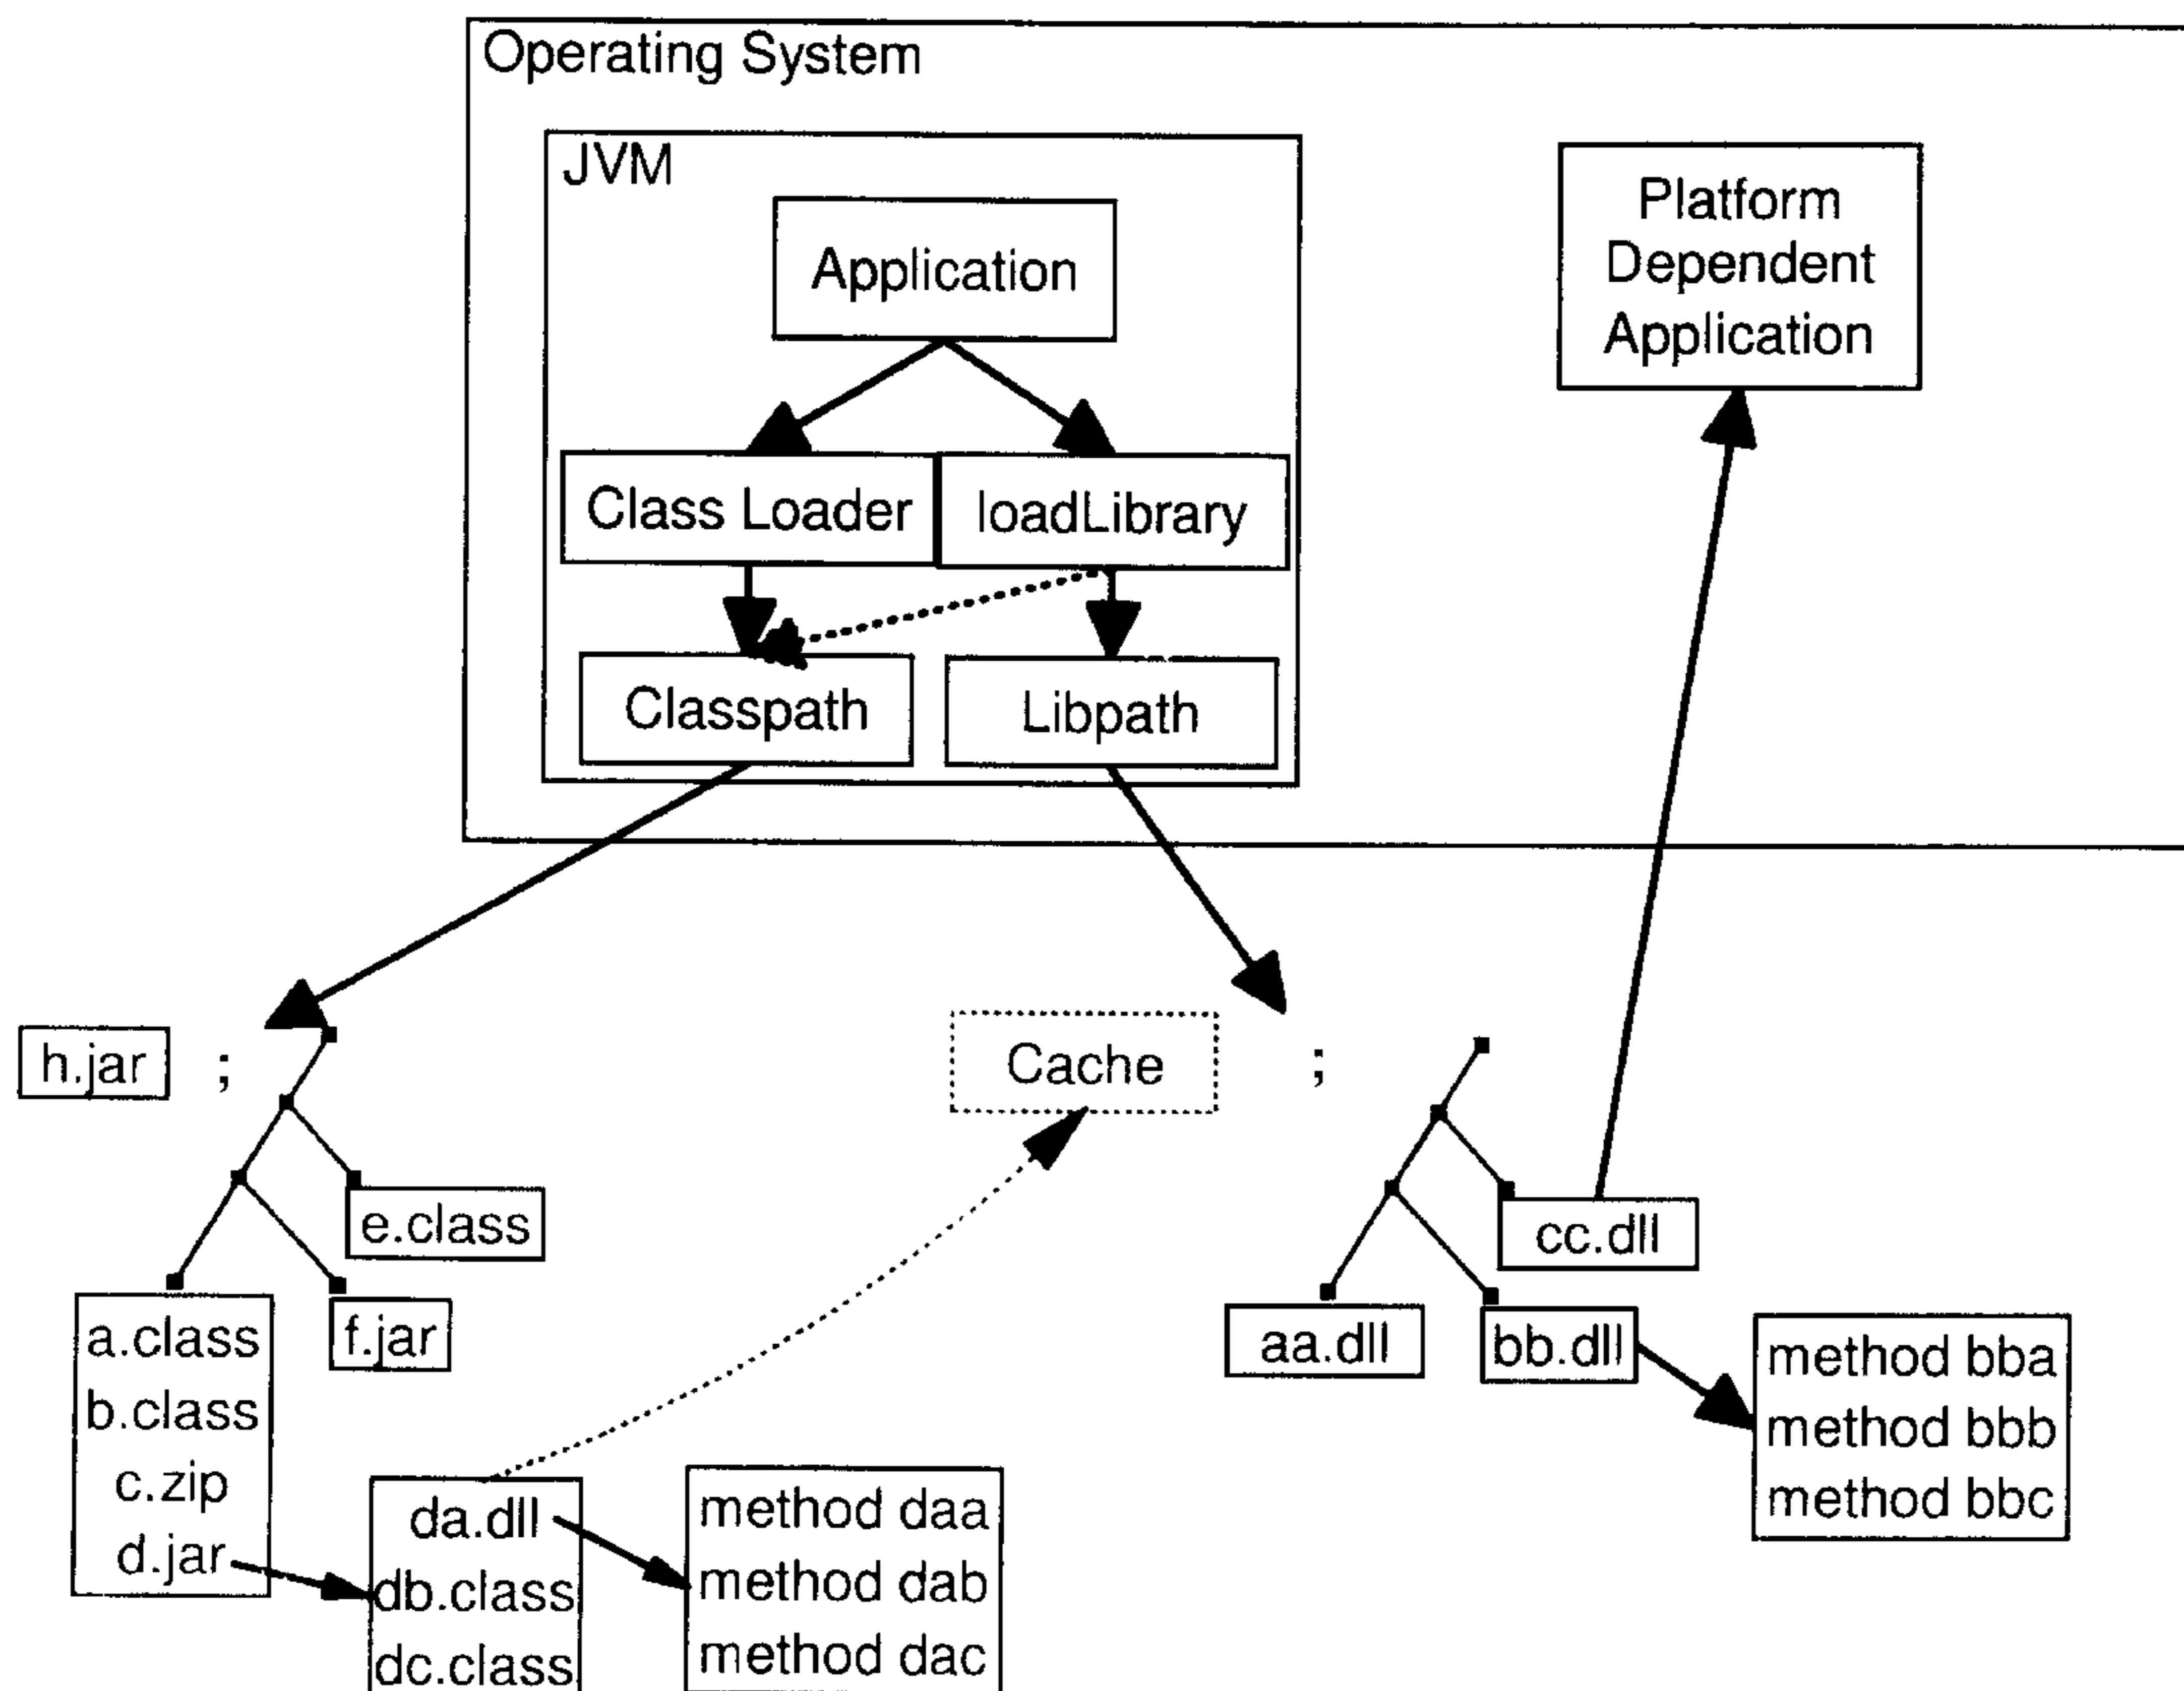 Operating System
JVM
Application
Platform
Dependent
Application
Class Loader
loadLibrary
Classpath
Libpath
h.jar
;
Cache
;
e.class
cc.dll
a.class
b.class
c.zip
d.jar
f.jar
aa.dll
bb.dll
method bba
method bbb
method bbc
da.dll
db.class
dc.class
method daa
method dab
method dac